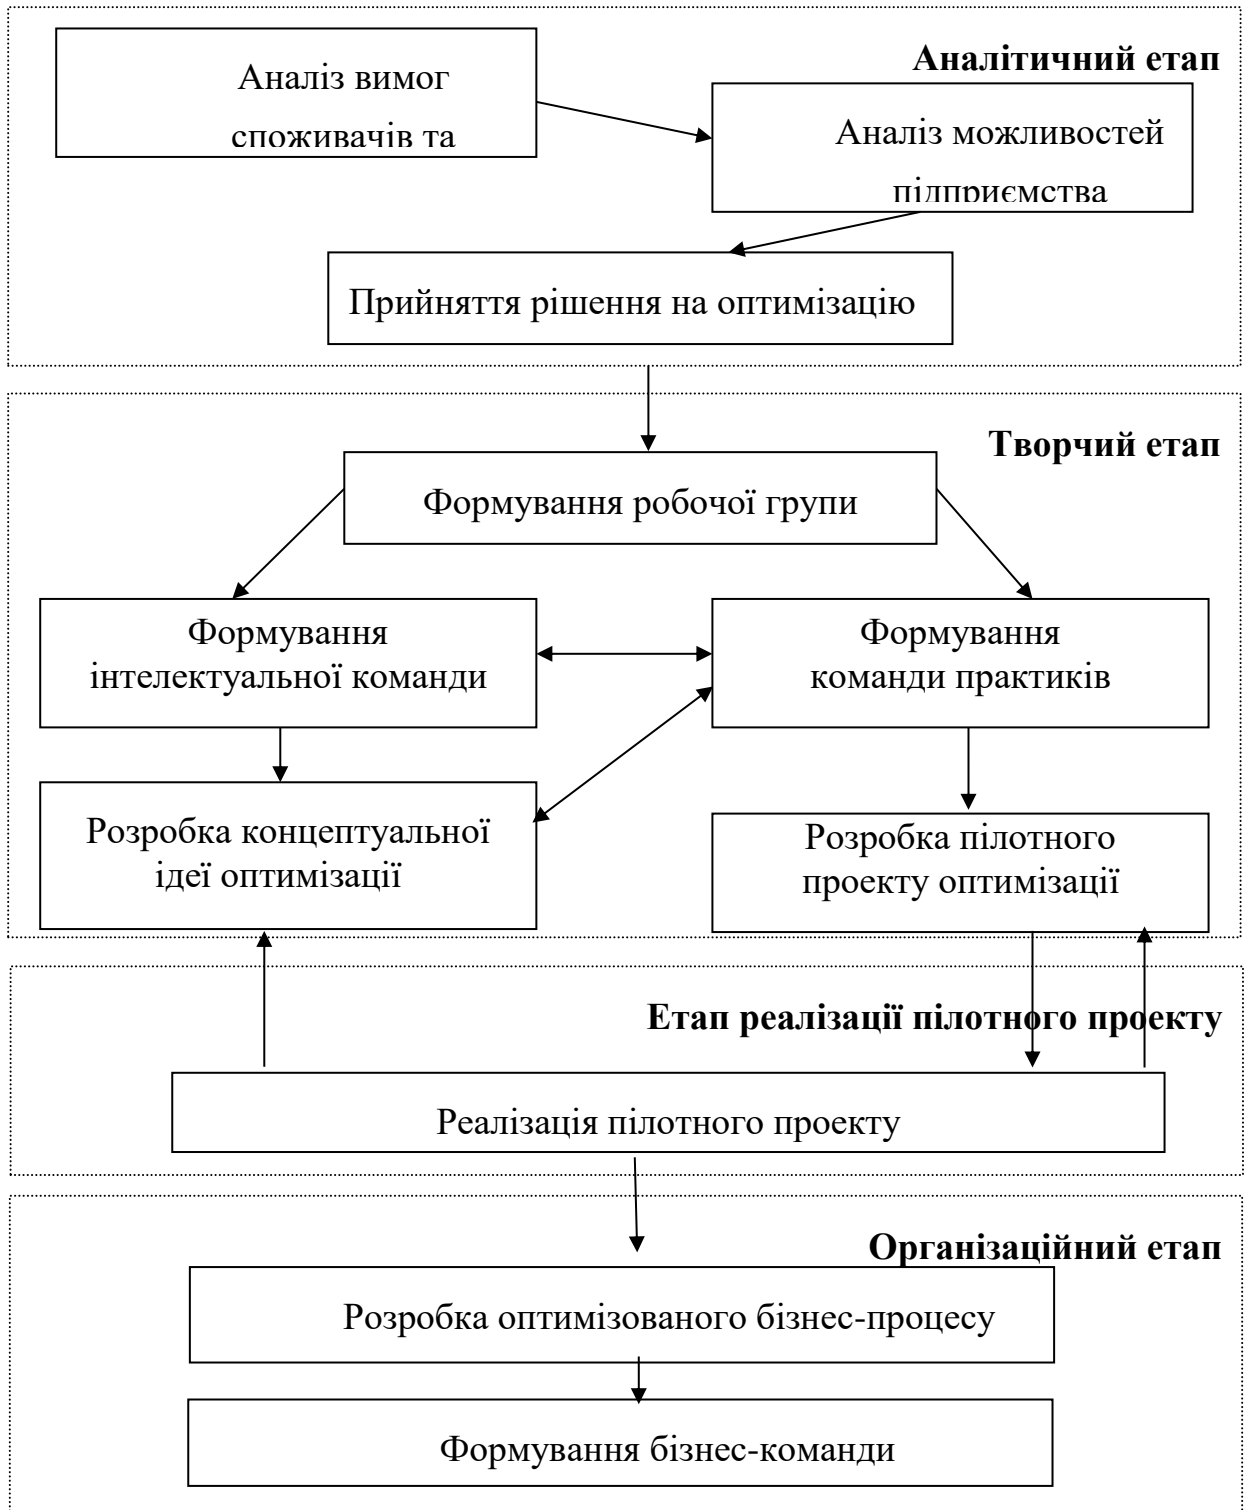 Аналітичний етап
Аналіз вимог
споживачів та
Аналіз можливостей
підприємства
Прийняття рішення на оптимізацію
Творчий етап
Формування робочої групи
Формування
інтелектуальної команди
Формування
команди практиків
Розробка концептуальної
ідеї оптимізації
Розробка пілотного
проекту оптимізації
Етап реалізації пілотного проекту
Реалізація пілотного проекту
Організаційний етап
Розробка оптимізованого бізнес-процесу
Формування бізнес-команди